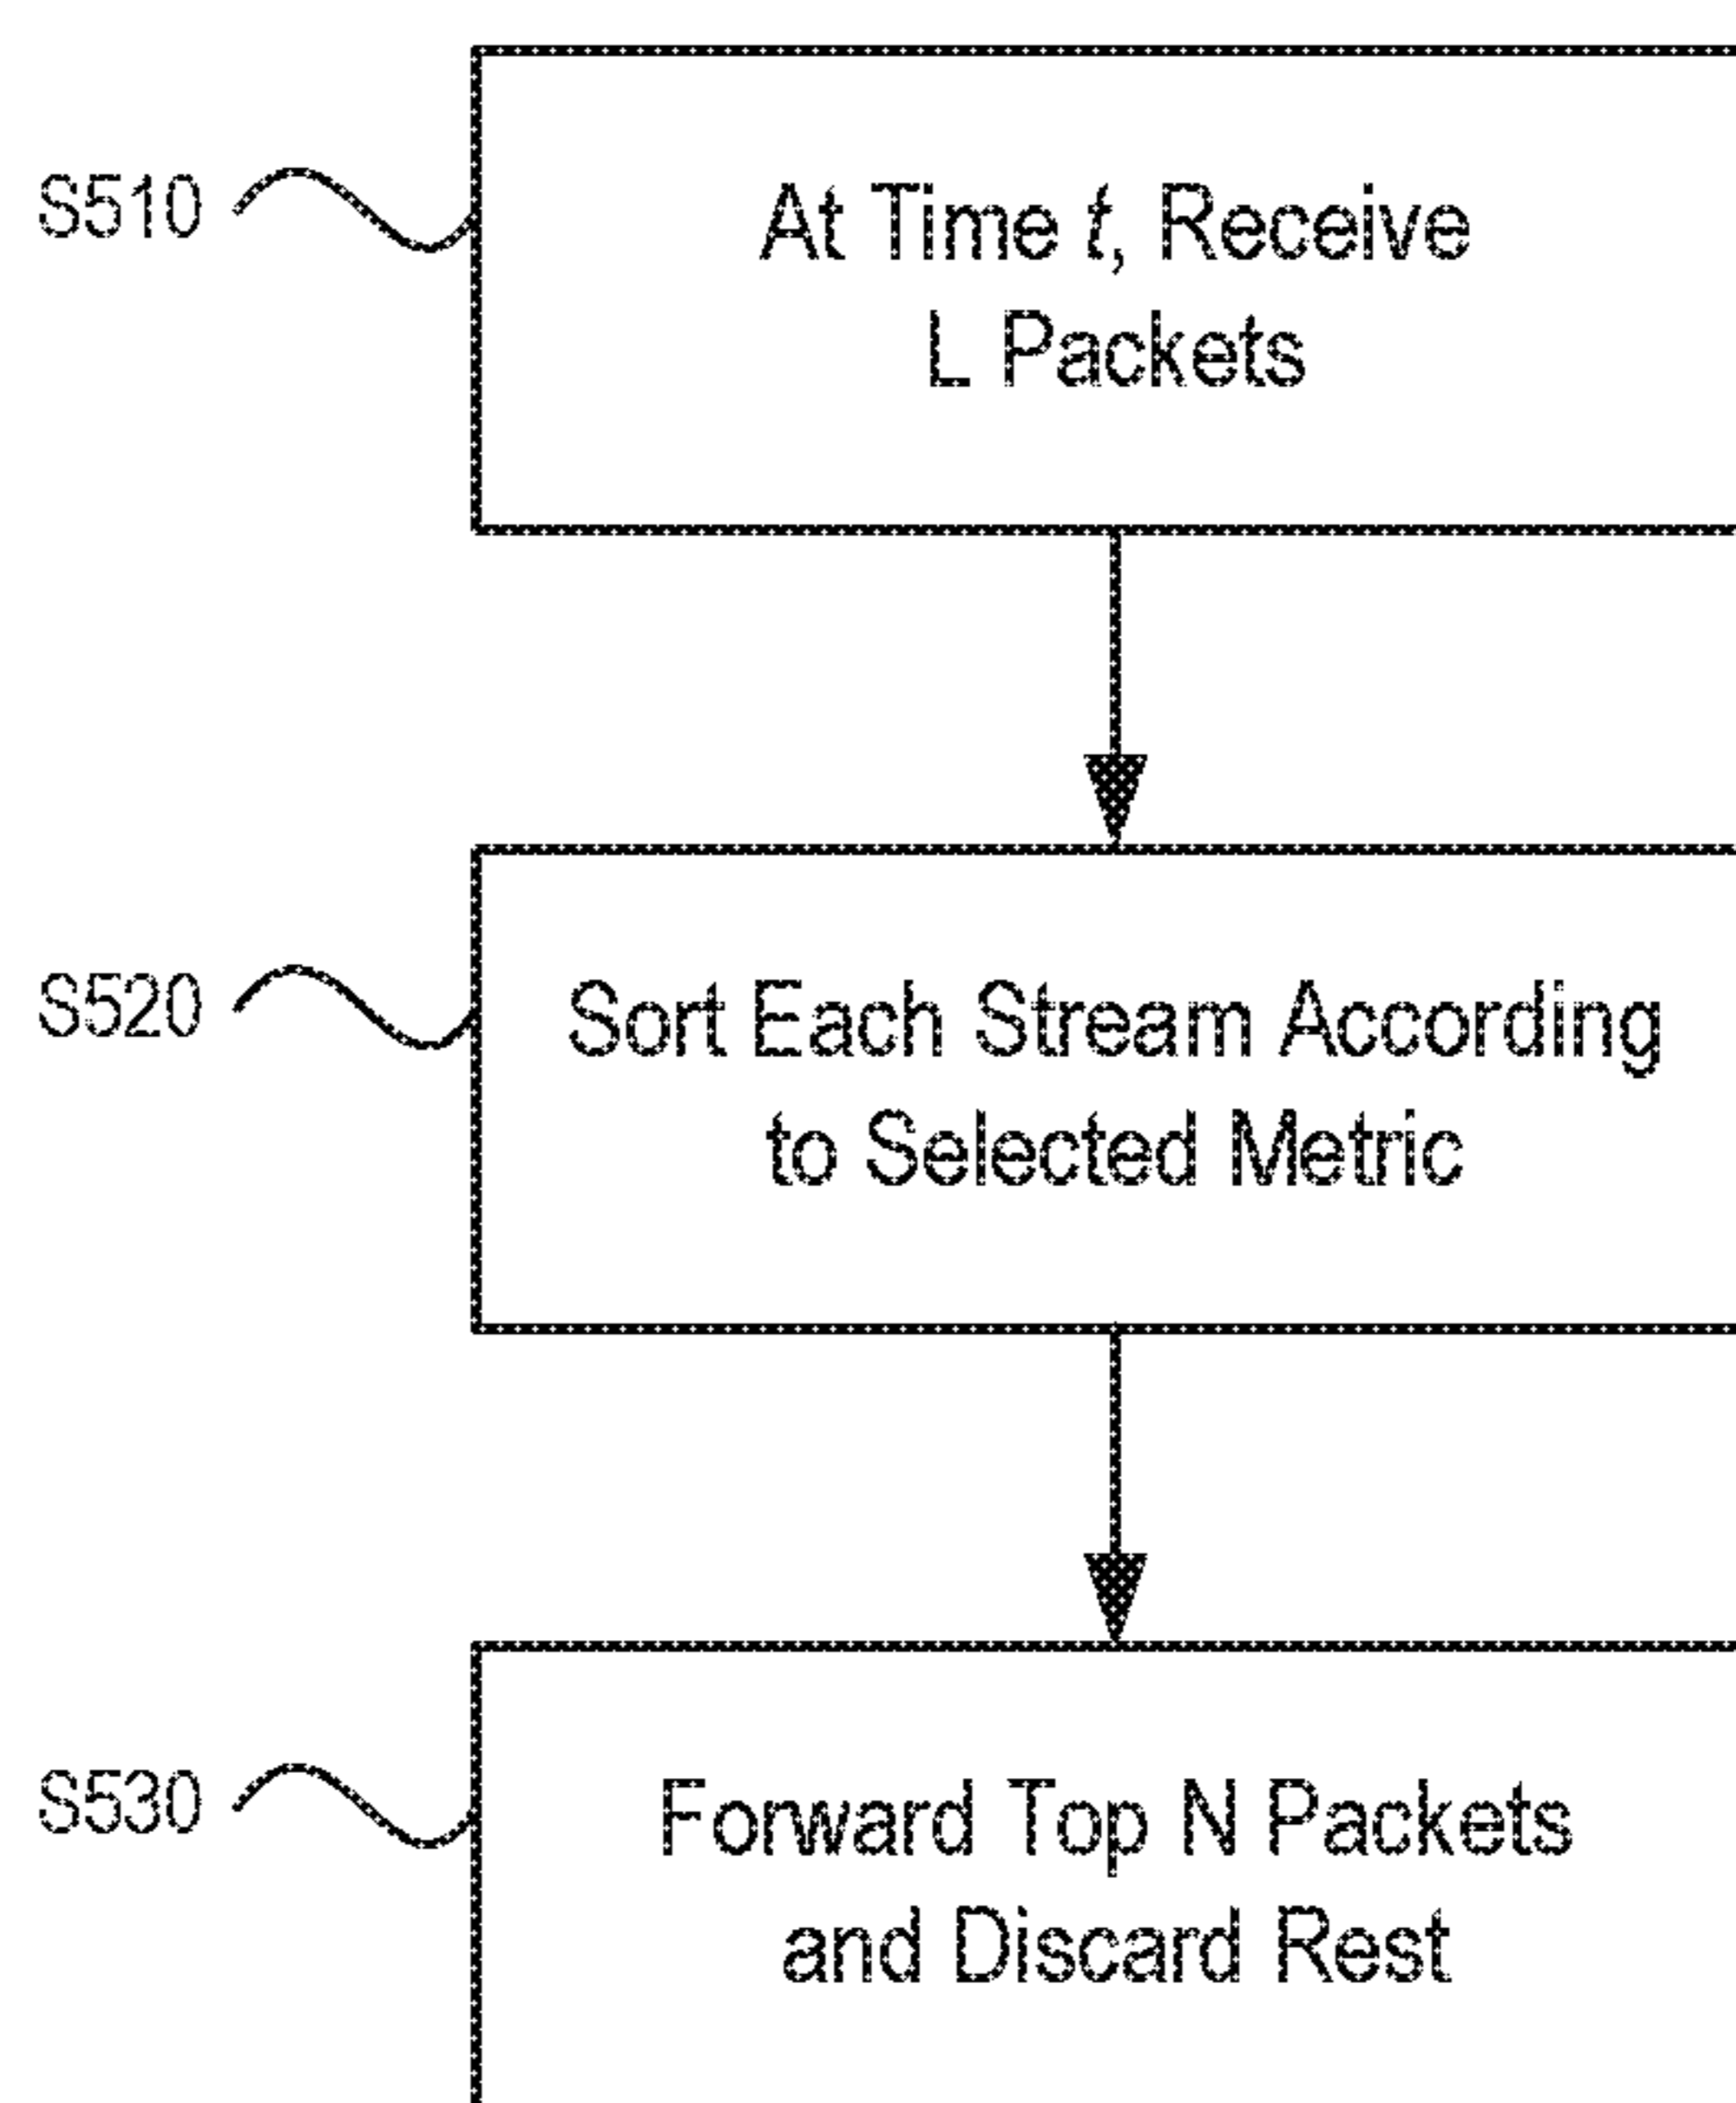 S510
At Time t, Receive
L Packets
S520
Sort Each Stream According
to Selected Metric
S530
Forward Top N Packets
and Discard Rest